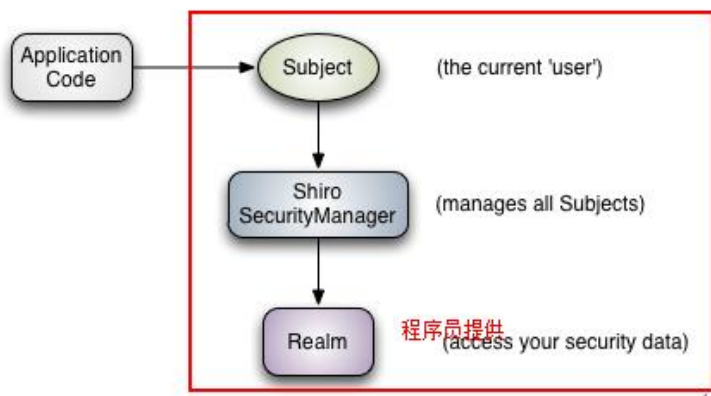 Application
Code
Subject
(the current 'user')
Shiro
SecurityManager
(manages all Subjects)
Realm
程序员提供
(access your security data)